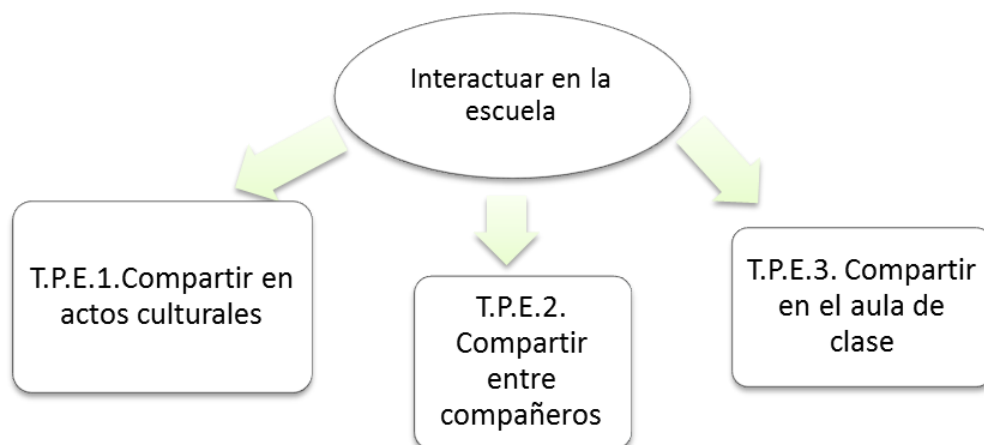 Interactuar en la
escuela
T.P.E.1.Compartir en
actos culturales
T.P.E.2.
Compartir
entre
compañeros
T.P.E.3. Compartir
en el aula de
clase